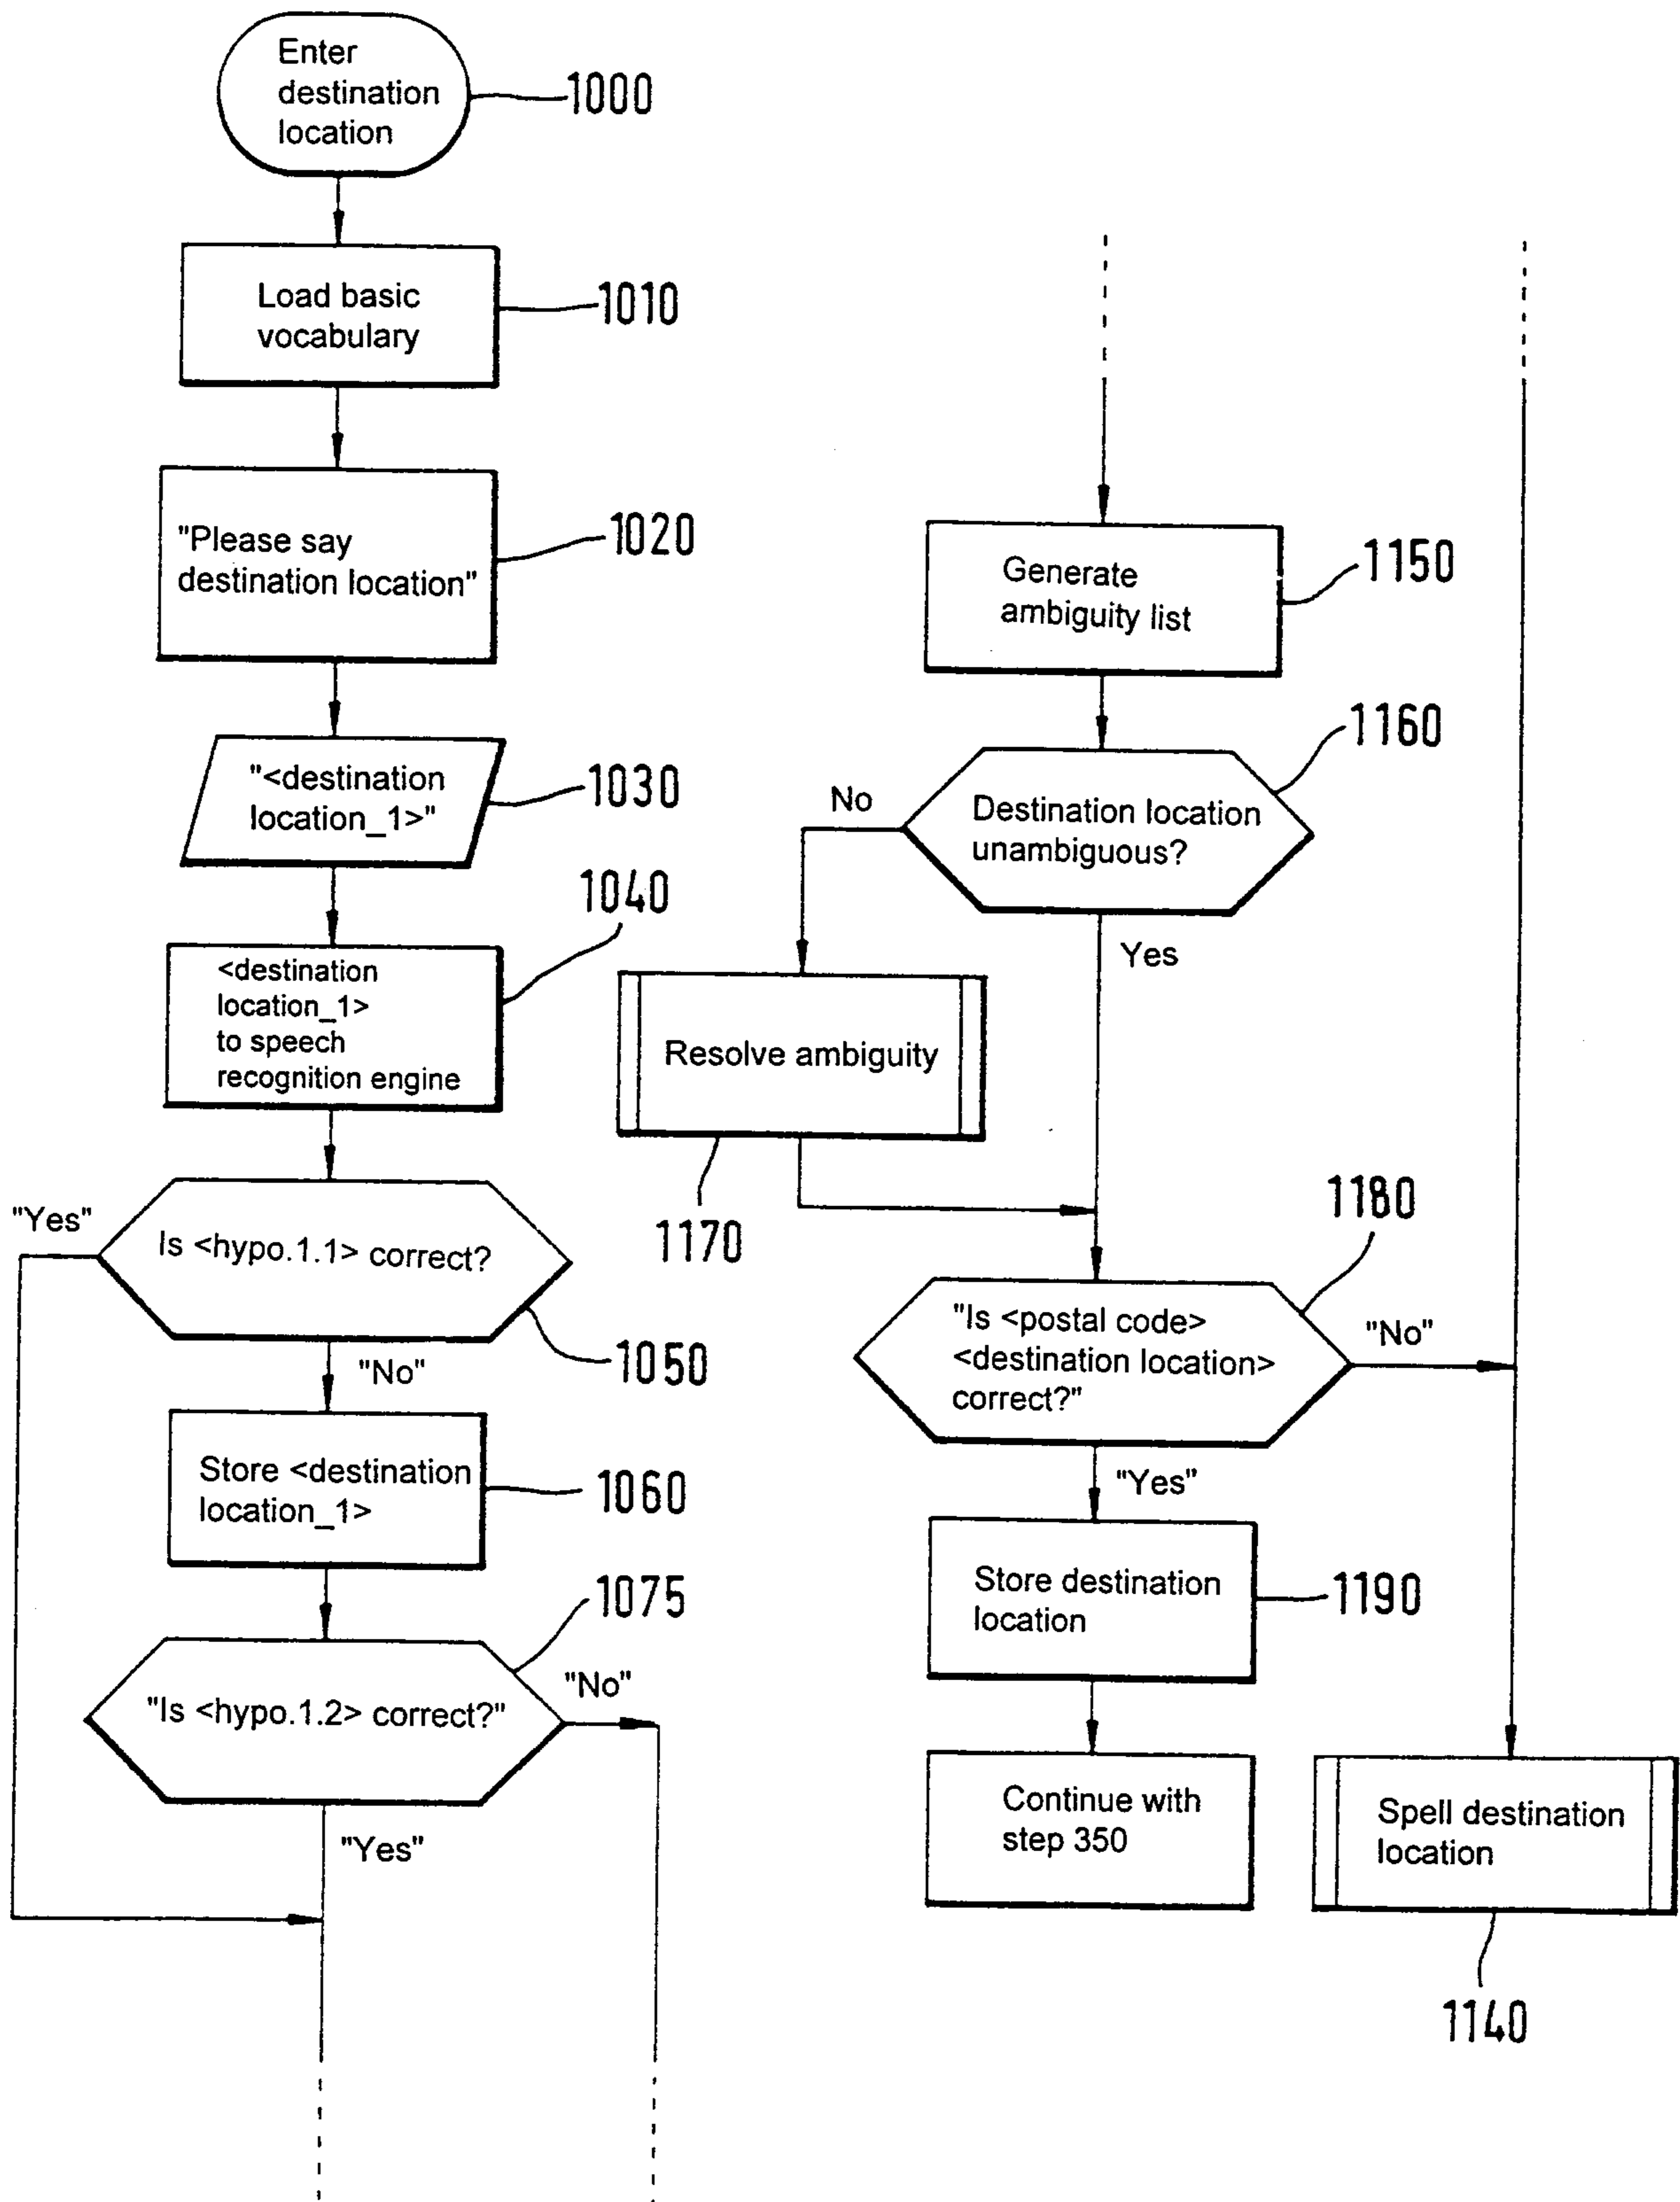 Enter
destination
location
1000
Load basic
vocabulary
1010
"Please say
destination location"
1020
"<destination
location_1>"
1030
1040
<destination
location_1>
to speech
recognition engine
"Yes"
Is <hypo.1.1> correct?
1050
"No"
Store <destination
location_1>
1060
1075
"Is <hypo.1.2> correct?"
"No"
"Yes"
Generate
ambiguity list
1150
1160
No
Destination location
unambiguous?
Yes
Resolve ambiguity
1170
1180
"Is <postal code>
<destination location>
correct?"
"No"
"Yes"
Store destination
location
1190
Continue with
step 350
Spell destination
location
1140